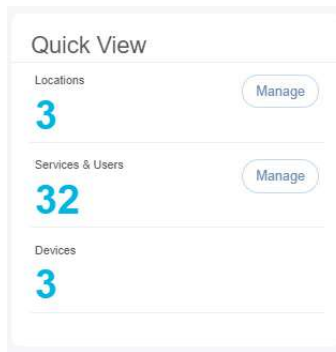 Quick View
Locations
Manage
3
Services & Users
Manage
32
Devices
3